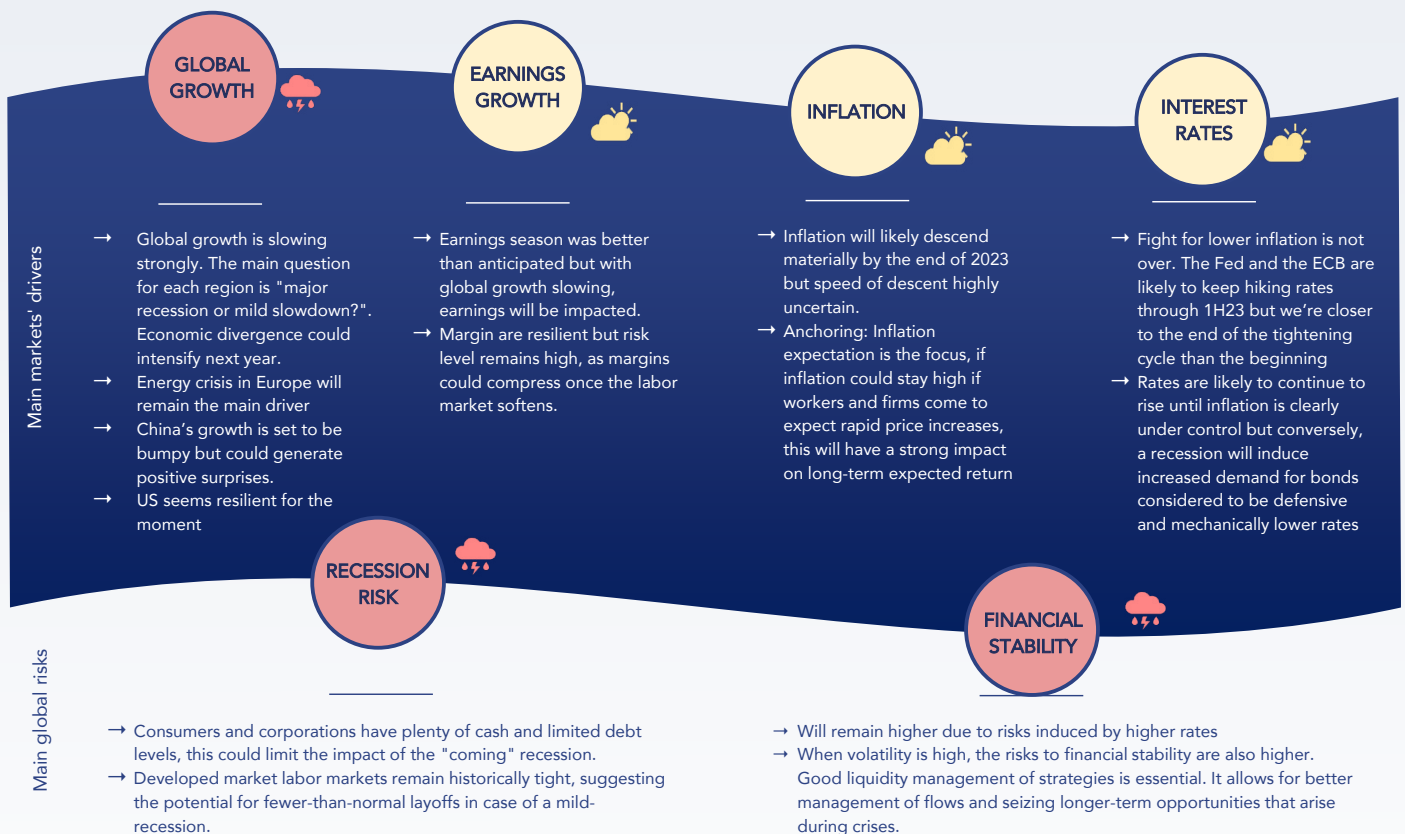 GLOBAL
GROWTH
EARNINGS
GROWTH
INFLATION
INTEREST
RATES
Main markets' drivers
→ Global growth is slowing
strongly. The main question
for each region is "major
recession or mild slowdown?".
Economic divergence could
intensify next year.
→ Energy crisis in Europe will
remain the main driver
→ China's growth is set to be
bumpy but could generate
positive surprises.
→ US seems resilient for the
moment
→ Earnings season was better
than anticipated but with
global growth slowing,
earnings will be impacted.
→ Margin are resilient but risk
level remains high, as margins
could compress once the labor
market softens.
→ Inflation will likely descend
materially by the end of 2023
but speed of descent highly
uncertain.
→ Anchoring: Inflation
expectation is the focus, if
inflation could stay high if
workers and firms come to
expect rapid price increases,
this will have a strong impact
on long-term expected return
→ Fight for lower inflation is not
over. The Fed and the ECB are
likely to keep hiking rates
through 1H23 but we're closer
to the end of the tightening
cycle than the beginning
→ Rates are likely to continue to
rise until inflation is clearly
under control but conversely,
a recession will induce
increased demand for bonds
considered to be defensive
and mechanically lower rates
RECESSION
RISK
FINANCIAL
STABILITY
Main global risks
→ Consumers and corporations have plenty of cash and limited debt
levels, this could limit the impact of the "coming" recession.
→ Developed market labor markets remain historically tight, suggesting
the potential for fewer-than-normal layoffs in case of a mild-
recession.
→ Will remain higher due to risks induced by higher rates
→ When volatility is high, the risks to financial stability are also higher.
Good liquidity management of strategies is essential. It allows for better
management of flows and seizing longer-term opportunities that arise
during crises.